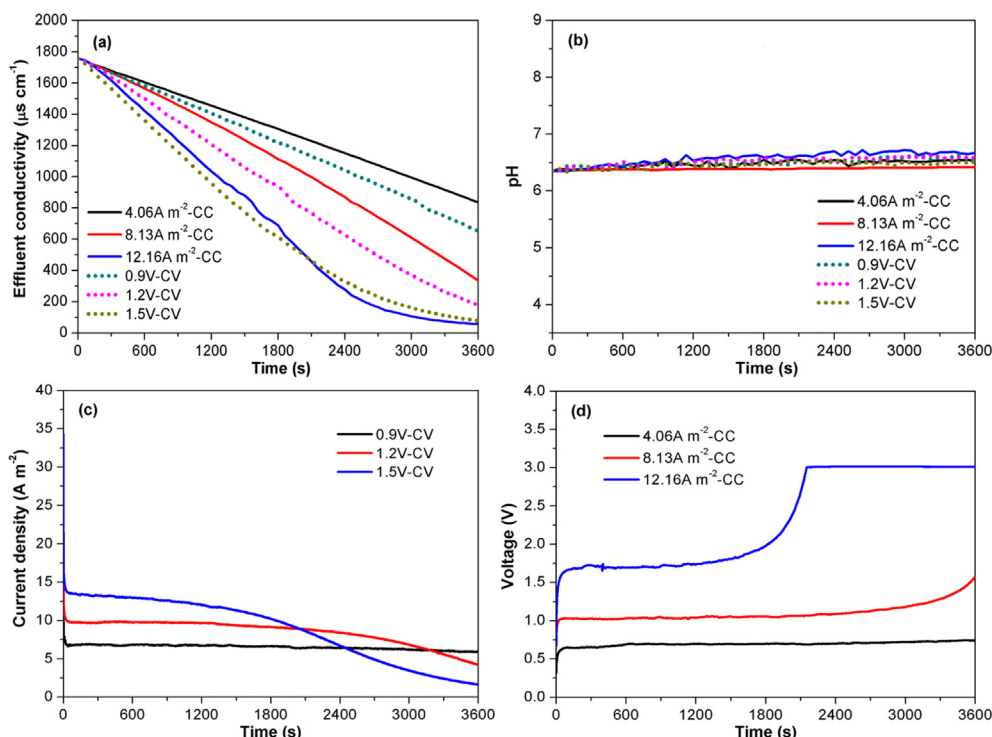 (a)
Effluent conductivity (μs cm⁻¹)
2000
1800
1600
1400
1200
1000
800
600
400
200
0
4.06A m⁻²-CC
8.13A m⁻²-CC
12.16A m⁻²-CC
0.9V-CV
1.2V-CV
1.5V-CV
0 600 1200 1800 2400 3000 3600
Time (s)
(b)
pH
9
8
7
6
5
4
4.06A m⁻²-CC
8.13A m⁻²-CC
12.16A m⁻²-CC
0.9V-CV
1.2V-CV
1.5V-CV
0 600 1200 1800 2400 3000 3600
Time (s)
(c)
Current density (A m⁻²)
40
35
30
25
20
15
10
5
0
0.9V-CV
1.2V-CV
1.5V-CV
0 600 1200 1800 2400 3000 3600
Time (s)
(d)
Voltage (V)
4.0
3.5
3.0
2.5
2.0
1.5
1.0
0.5
0.0
4.06A m⁻²-CC
8.13A m⁻²-CC
12.16A m⁻²-CC
0 600 1200 1800 2400 3000 3600
Time (s)